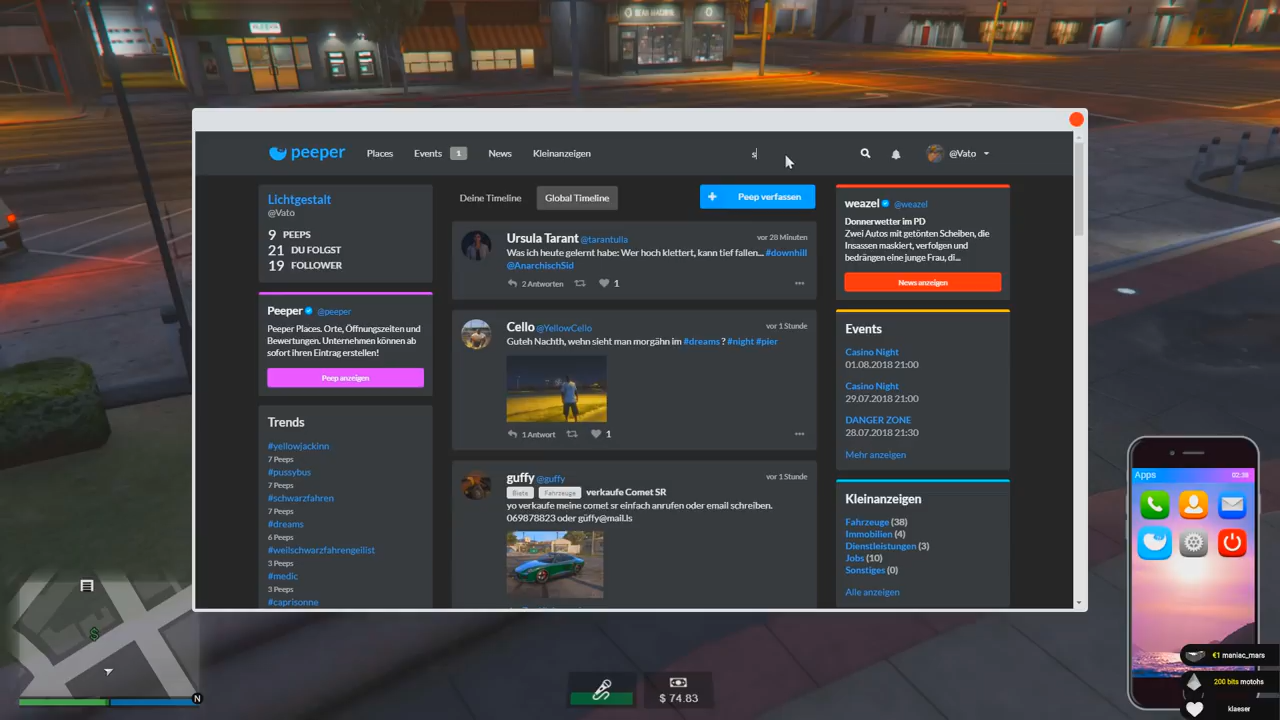 peeper
Places
Events 1
News
Kleinanzeigen
s
@Vato
Lichtgestalt
@Vato
9 PEEPS
21 DU FOLGST
19 FOLLOWER
Peeper @peeper
Peeper Places. Orte, Öffnungszeiten und
Bewertungen. Unternehmen können ab
sofort ihren Eintrag erstellen!
Peep anzeigen
Trends
#yellowjackinn
7 Peeps
#pussybus
7 Peeps
#schwarzfahren
7 Peeps
#dreams
6 Peeps
#weilschwarzfahrengeilist
3 Peeps
#medic
3 Peeps
#caprisonne
Deine Timeline
Global Timeline
Peep verfassen
Ursula Tarant @tarantulla
vor 28 Minuten
Was ich heute gelernt habe: Wer hoch klettert, kann tief fallen... #downhill
@AnarchischSid
2 Antworten
1
Cello @YellowCello
vor 1 Stunde
Guteh Nachth, wehn sieht man morgähn im #dreams ? #night #pier
1 Antwort
1
guffy @guffy
vor 1 Stunde
Biete Fahrzeuge verkaufe Comet SR
yo verkaufe meine comet sr einfach anrufen oder email schreiben.
069878823 oder güffy@mail.ls
weazel @weazel
Donnerwetter im PD
Zwei Autos mit getönten Scheiben, die
Insassen maskiert, verfolgen und
bedrängen eine junge Frau, di...
News anzeigen
Events
Casino Night
01.08.2018 21:00
Casino Night
29.07.2018 21:00
DANGER ZONE
28.07.2018 21:30
Mehr anzeigen
Kleinanzeigen
Fahrzeuge (38)
Immobilien (4)
Dienstleistungen (3)
Jobs (10)
Sonstiges (0)
Alle anzeigen
Apps 02:38
€1 maniac_mars
200 bits motohs
klaeser
N
$ 74.83
BEAN MACHINE